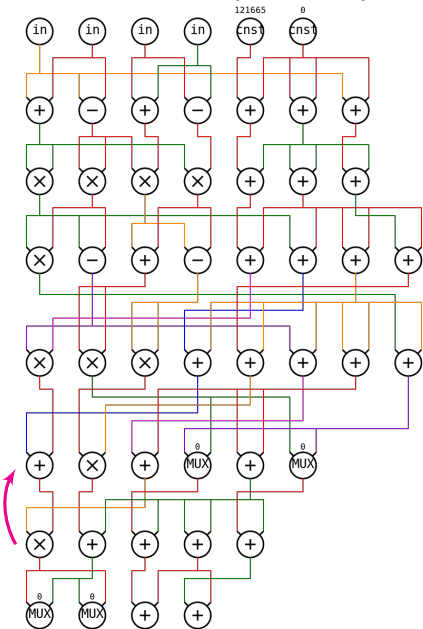 121665 0
in in in in cnst cnst
+ − + − +
× × × × + + +
× − + − + + + +
× × × + + + + +
0 0
+ × + MUX + MUX
× + + + +
0 0
MUX MUX + +